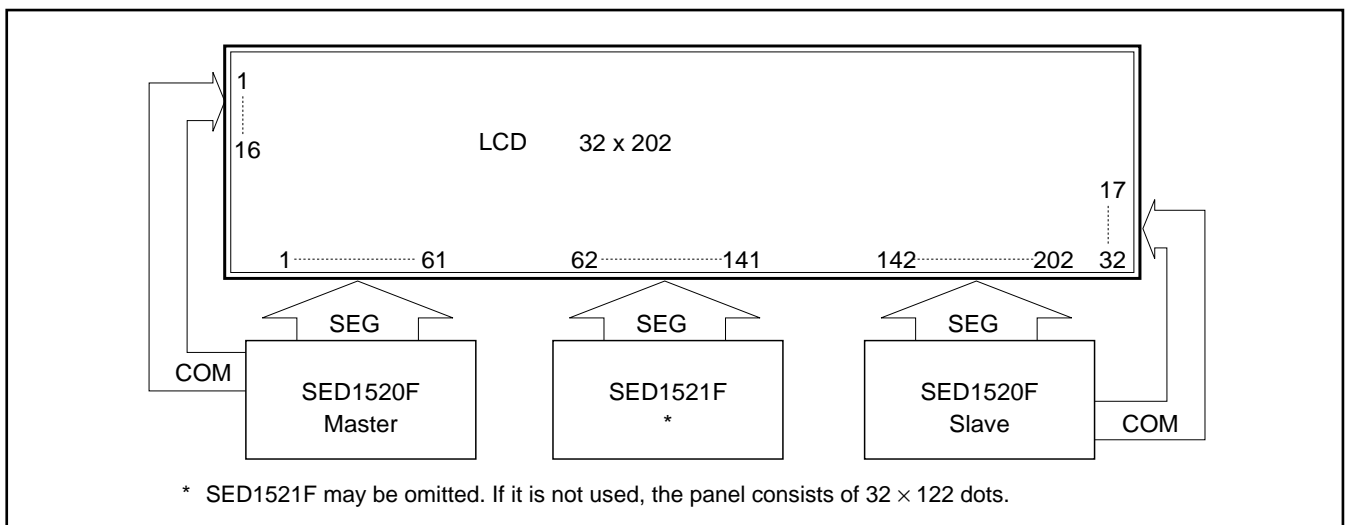 1
16
LCD 32 x 202
17
32
1 61 62 141 142 202
SEG SEG SEG
COM
SED1520F
Master
SED1521F
*
SED1520F
Slave
COM
* SED1521F may be omitted. If it is not used, the panel consists of 32 × 122 dots.